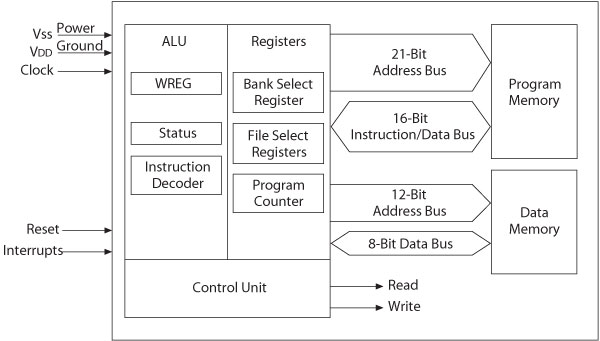 Vss Power
VDD Ground
Clock
Reset
Interrupts
ALU
WREG
Status
Instruction
Decoder
Registers
Bank Select
Register
File Select
Registers
Program
Counter
Control Unit
21-Bit
Address Bus
16-Bit
Instruction/Data Bus
12-Bit
Address Bus
8-Bit Data Bus
Program
Memory
Data
Memory
Read
Write